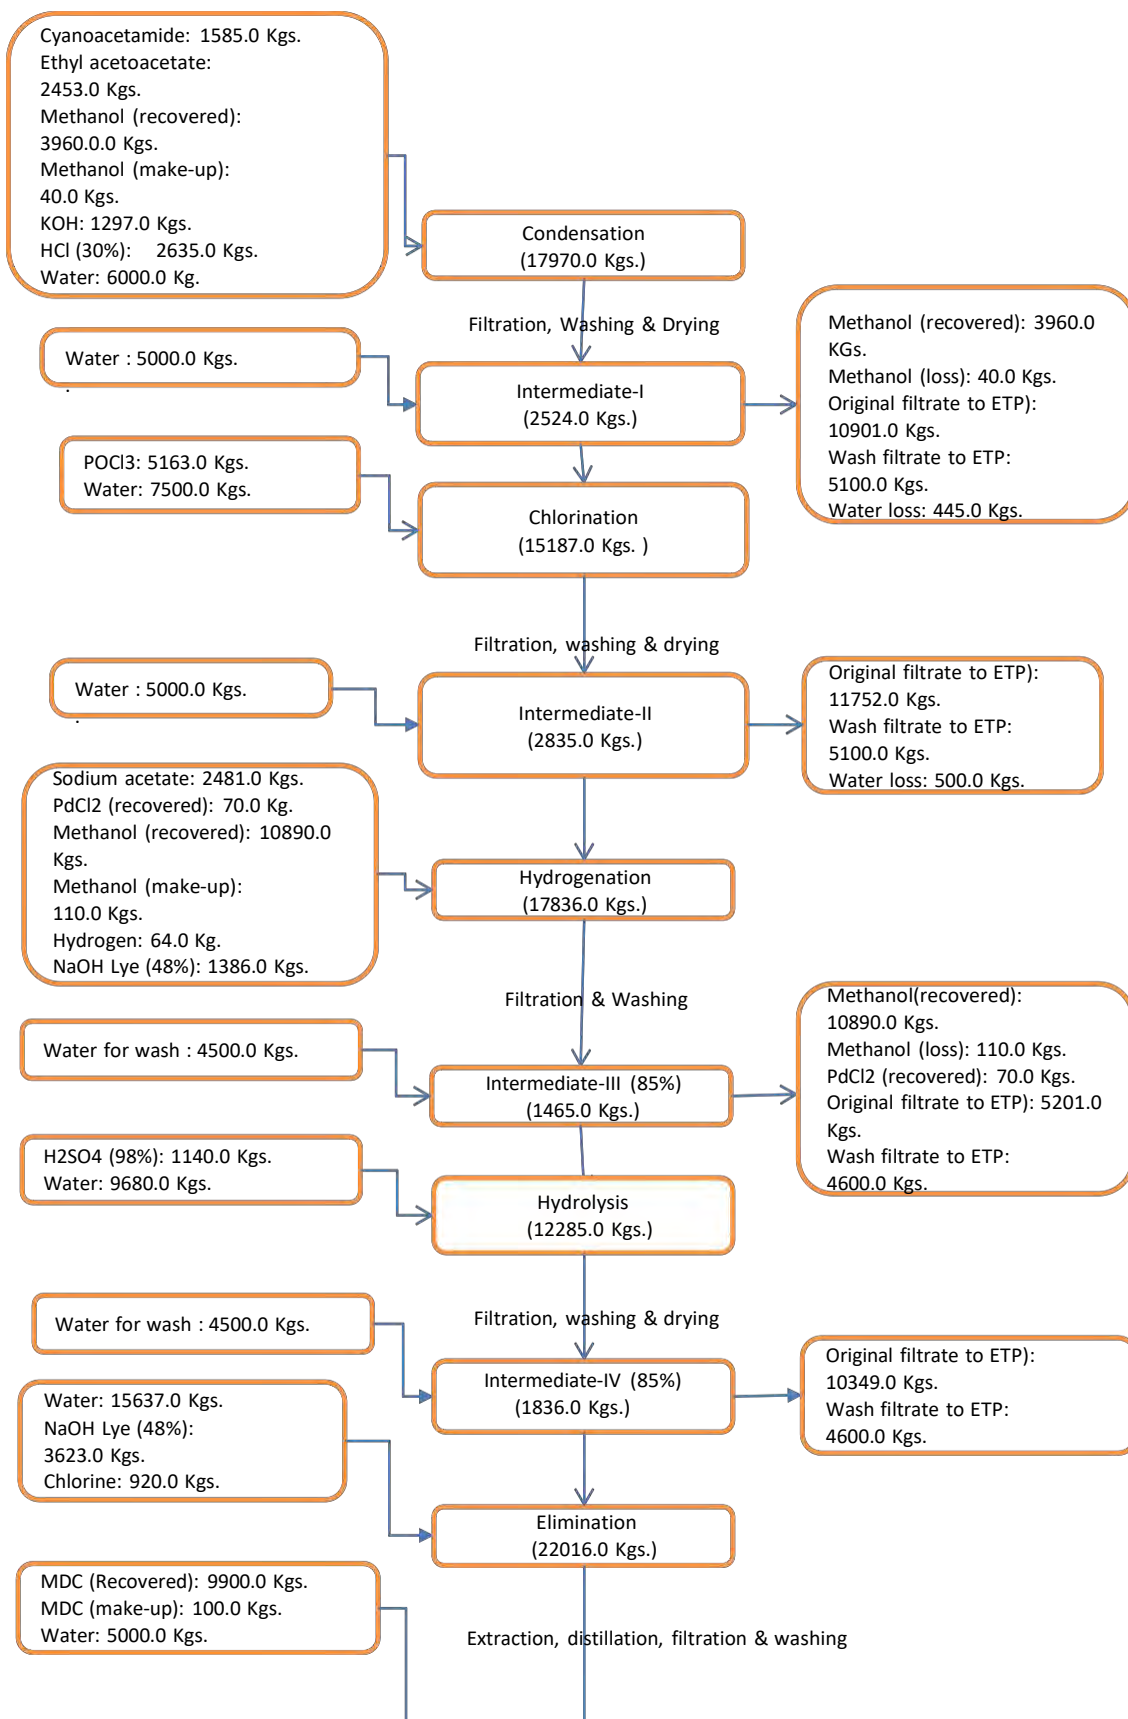 Cyanoacetamide: 1585.0 Kgs.
Ethyl acetoacetate:
2453.0 Kgs.
Methanol (recovered):
3960.0.0 Kgs.
Methanol (make-up):
40.0 Kgs.
KOH: 1297.0 Kgs.
HCl (30%): 2635.0 Kgs.
Water: 6000.0 Kg.
Condensation
(17970.0 Kgs.)
Filtration, Washing & Drying
Water : 5000.0 Kgs.
.
Intermediate-I
(2524.0 Kgs.)
Methanol (recovered): 3960.0
KGs.
Methanol (loss): 40.0 Kgs.
Original filtrate to ETP):
10901.0 Kgs.
Wash filtrate to ETP:
5100.0 Kgs.
Water loss: 445.0 Kgs.
POCl3: 5163.0 Kgs.
Water: 7500.0 Kgs.
Chlorination
(15187.0 Kgs. )
Filtration, washing & drying
Water : 5000.0 Kgs.
.
Intermediate-II
(2835.0 Kgs.)
Original filtrate to ETP):
11752.0 Kgs.
Wash filtrate to ETP:
5100.0 Kgs.
Water loss: 500.0 Kgs.
Sodium acetate: 2481.0 Kgs.
PdCl2 (recovered): 70.0 Kg.
Methanol (recovered): 10890.0
Kgs.
Methanol (make-up):
110.0 Kgs.
Hydrogen: 64.0 Kg.
NaOH Lye (48%): 1386.0 Kgs.
Hydrogenation
(17836.0 Kgs.)
Filtration & Washing
Water for wash : 4500.0 Kgs.
Intermediate-III (85%)
(1465.0 Kgs.)
Methanol(recovered):
10890.0 Kgs.
Methanol (loss): 110.0 Kgs.
PdCl2 (recovered): 70.0 Kgs.
Original filtrate to ETP): 5201.0
Kgs.
Wash filtrate to ETP:
4600.0 Kgs.
H2SO4 (98%): 1140.0 Kgs.
Water: 9680.0 Kgs.
Hydrolysis
(12285.0 Kgs.)
Filtration, washing & drying
Water for wash : 4500.0 Kgs.
Intermediate-IV (85%)
(1836.0 Kgs.)
Original filtrate to ETP):
10349.0 Kgs.
Wash filtrate to ETP:
4600.0 Kgs.
Water: 15637.0 Kgs.
NaOH Lye (48%):
3623.0 Kgs.
Chlorine: 920.0 Kgs.
Elimination
(22016.0 Kgs.)
MDC (Recovered): 9900.0 Kgs.
MDC (make-up): 100.0 Kgs.
Water: 5000.0 Kgs.
Extraction, distillation, filtration & washing